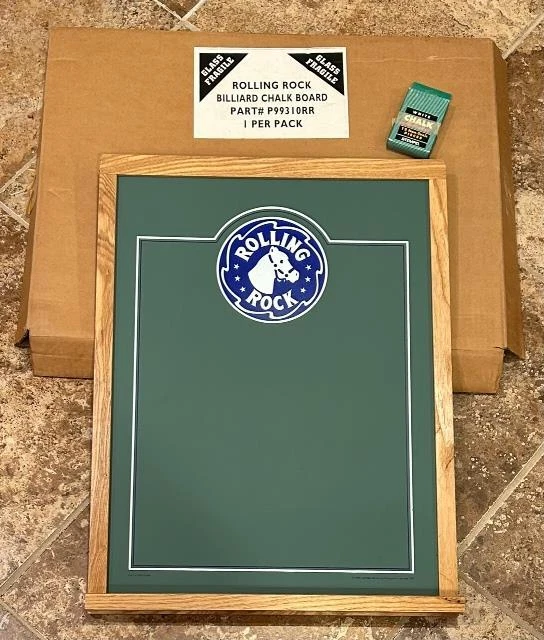 GLASS
FRAGILE
GLASS
FRAGILE
ROLLING ROCK
BILLIARD CHALK BOARD
PART# P99310RR
1 PER PACK
WHITE
CHALK
ROLLING
ROCK